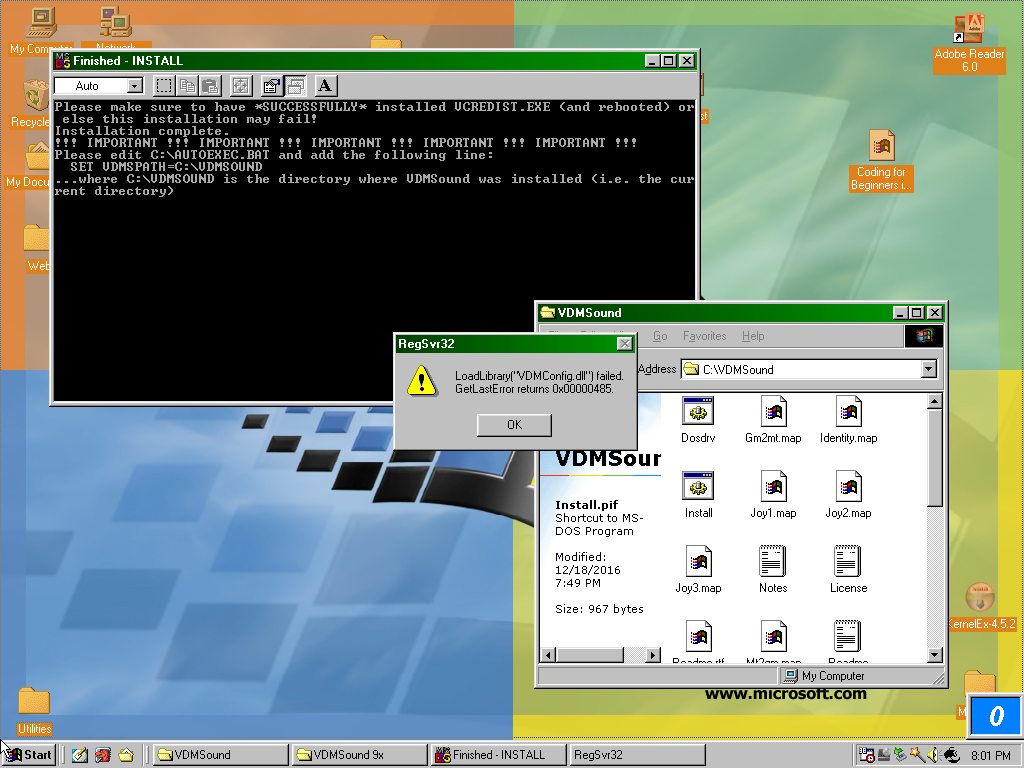 My Computer
Network
Adobe Reader
6.0
Recycle
My Docu
Web
st
Coding for
Beginners i...
KernelEx-4.5.2
Utilities
Finished - INSTALL
Auto
A
Please make sure to have *SUCCESSFULLY* installed VCREDIST.EXE (and rebooted) or
 else this installation may fail!
Installation complete.
!!! IMPORTANT !!! IMPORTANT !!! IMPORTANT !!! IMPORTANT !!! IMPORTANT !!!
Please edit C:\AUTOEXEC.BAT and add the following line:
  SET VDMSPATH=C:\VDMSOUND
...where C:\VDMSOUND is the directory where VDMSound was installed (i.e. the cur
rent directory)
VDMSound
Go Favorites Help
Address C:\VDMSound
RegSvr32
LoadLibrary("VDMConfig.dll") failed.
GetLastError returns 0x00000485.
OK
VDMSour
Install.pif
Shortcut to MS-
DOS Program
Modified:
12/18/2016
7:49 PM
Size: 967 bytes
Dosdrv Gm2mt.map Identity.map
Install Joy1.map Joy2.map
Joy3.map Notes License
Readme.rtf Mt2gm.map Readme
My Computer
www.microsoft.com
0
Start VDMSound VDMSound 9x Finished - INSTALL RegSvr32 8:01 PM